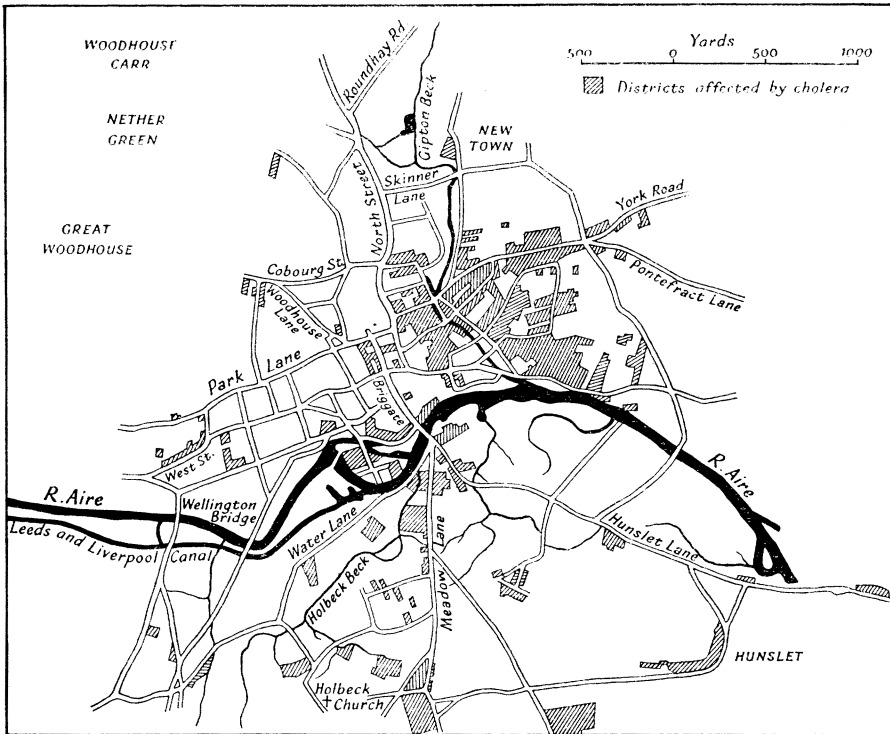 WOODHOUSE
CARR
NETHER
GREEN
GREAT
WOODHOUSE
Yards
500 0 500 1000
Districts affected by cholera
Roundhay Rd.
Gipton Beck
NEW
TOWN
Skinner
Lane
North Street
York Road
Pontefract Lane
Cobourg St.
Woodhouse
Lane
Park Lane
Briggate
West St.
R. Aire
Wellington
Bridge
Leeds and Liverpool Canal
Water Lane
Holbeck Beck
Meadow Lane
Hunslet Lane
R. Aire
HUNSLET
Holbeck
Church